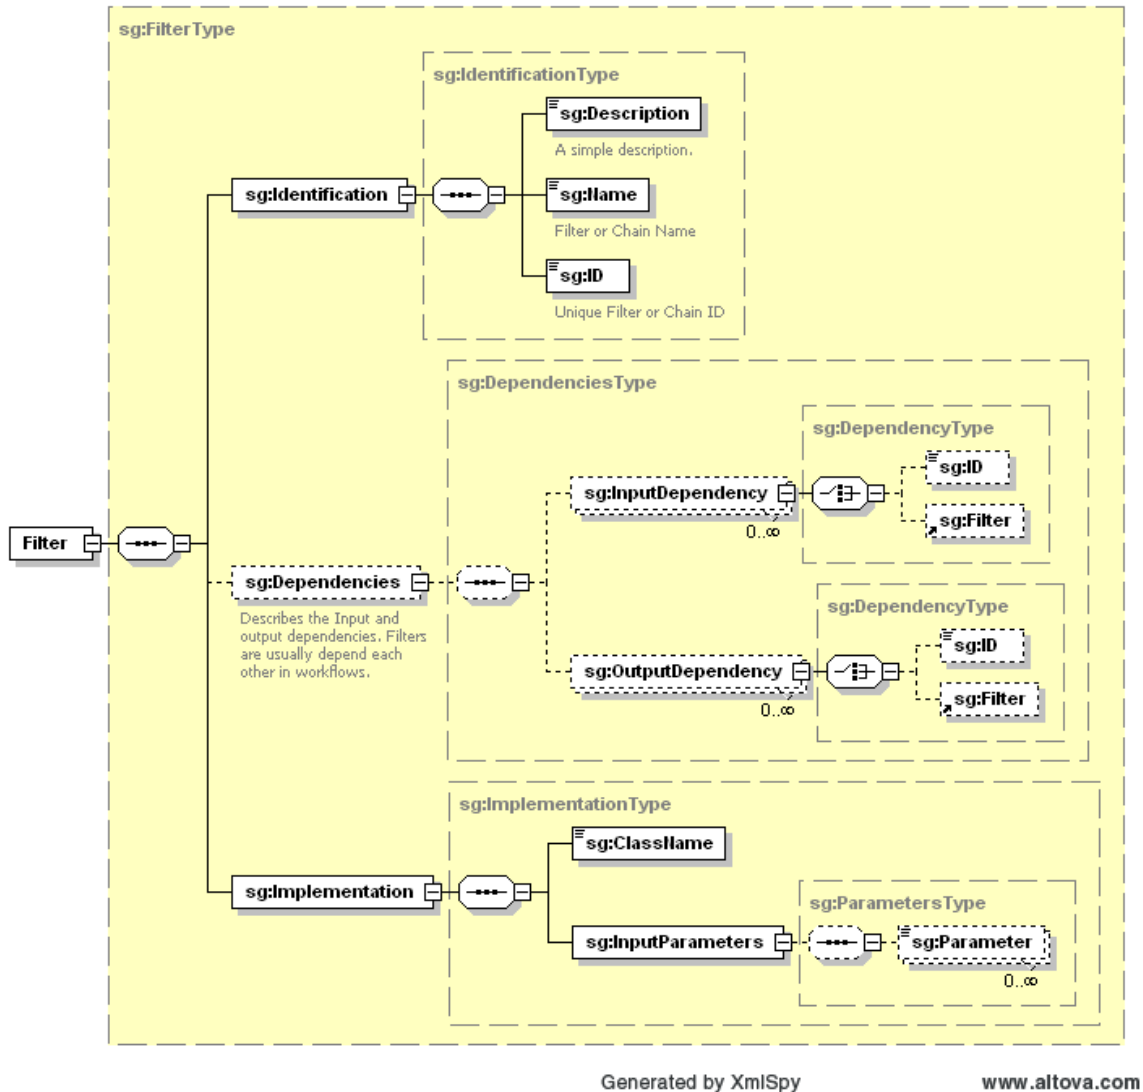 sg:FilterType
sg:IdentificationType
sg:Description
A simple description.
sg:Identification
sg:Name
Filter or Chain Name
sg:ID
Unique Filter or Chain ID
sg:DependenciesType
sg:DependencyType
sg:ID
sg:InputDependency
sg:Filter
0..∞
Filter
sg:Dependencies
Describes the Input and
output dependencies. Filters
are usually depend each
other in workflows.
sg:DependencyType
sg:ID
sg:OutputDependency
sg:Filter
0..∞
sg:ImplementationType
sg:ClassName
sg:Implementation
sg:ParametersType
sg:InputParameters
sg:Parameter
0..∞
Generated by XmlSpy
www.altova.com